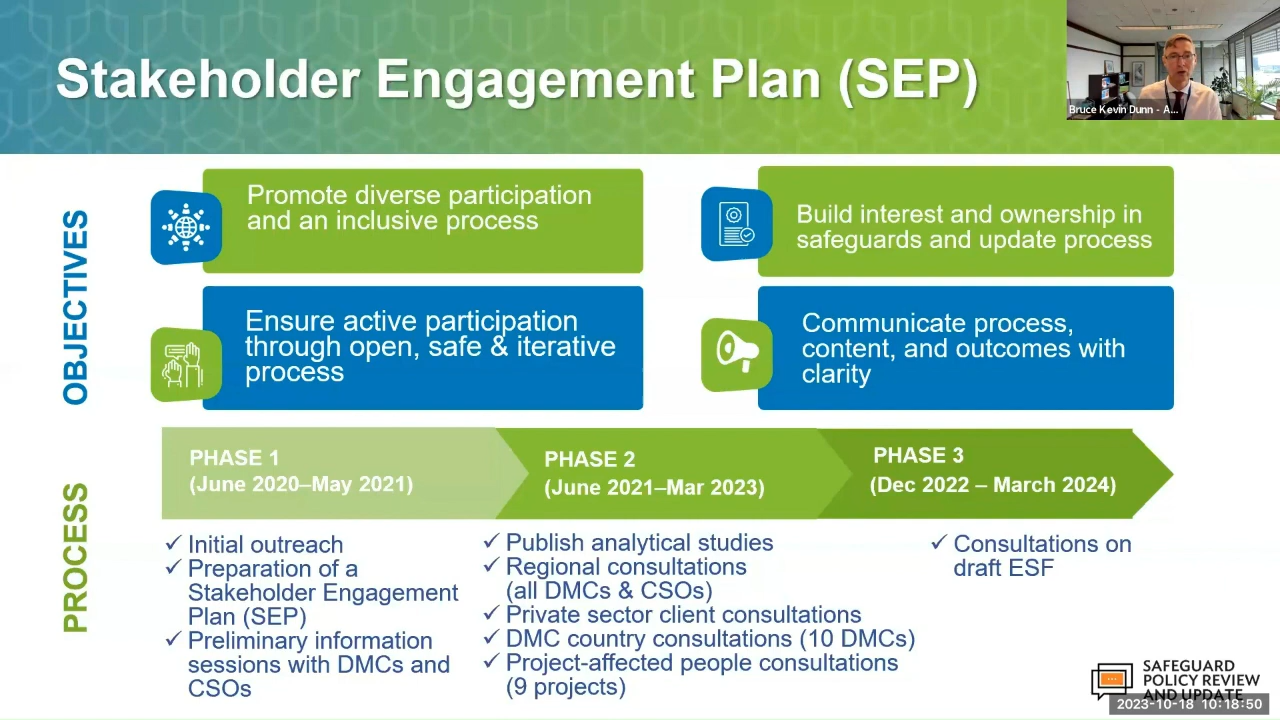 Stakeholder Engagement Plan (SEP)
Bruce Kevin Dunn - A...
OBJECTIVES
Promote diverse participation
and an inclusive process
Build interest and ownership in
safeguards and update process
Ensure active participation
through open, safe & iterative
process
Communicate process,
content, and outcomes with
clarity
PROCESS
PHASE 1
(June 2020–May 2021)
PHASE 2
(June 2021–Mar 2023)
PHASE 3
(Dec 2022 – March 2024)
✓ Initial outreach
✓ Preparation of a
Stakeholder Engagement
Plan (SEP)
✓ Preliminary information
sessions with DMCs and
CSOs
✓ Publish analytical studies
✓ Regional consultations
(all DMCs & CSOs)
✓ Private sector client consultations
✓ DMC country consultations (10 DMCs)
✓ Project-affected people consultations
(9 projects)
✓ Consultations on
draft ESF
SAFEGUARD
POLICY REVIEW
AND UPDATE
2023-10-18 10:18:50